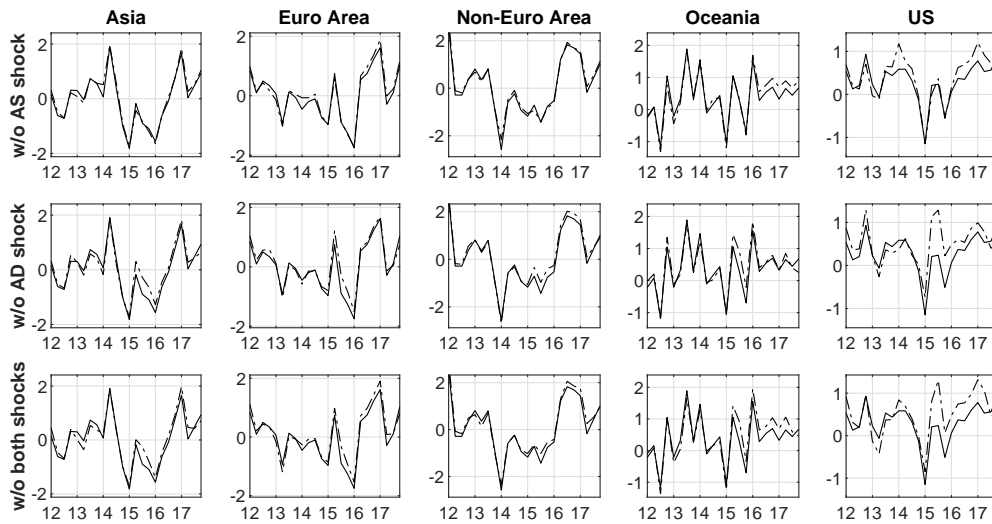 Asia Euro Area Non-Euro Area Oceania US
w/o AS shock
2 0 -2
2 0 -2
2 0 -2
2 1 0 -1
1 0 -1
12 13 14 15 16 17 12 13 14 15 16 17 12 13 14 15 16 17 12 13 14 15 16 17 12 13 14 15 16 17
w/o AD shock
2 0 -2
2 0 -2
2 0 -2
2 1 0 -1
1 0 -1
12 13 14 15 16 17 12 13 14 15 16 17 12 13 14 15 16 17 12 13 14 15 16 17 12 13 14 15 16 17
w/o both shocks
2 0 -2
2 0 -2
2 0 -2
2 1 0 -1
1 0 -1
12 13 14 15 16 17 12 13 14 15 16 17 12 13 14 15 16 17 12 13 14 15 16 17 12 13 14 15 16 17